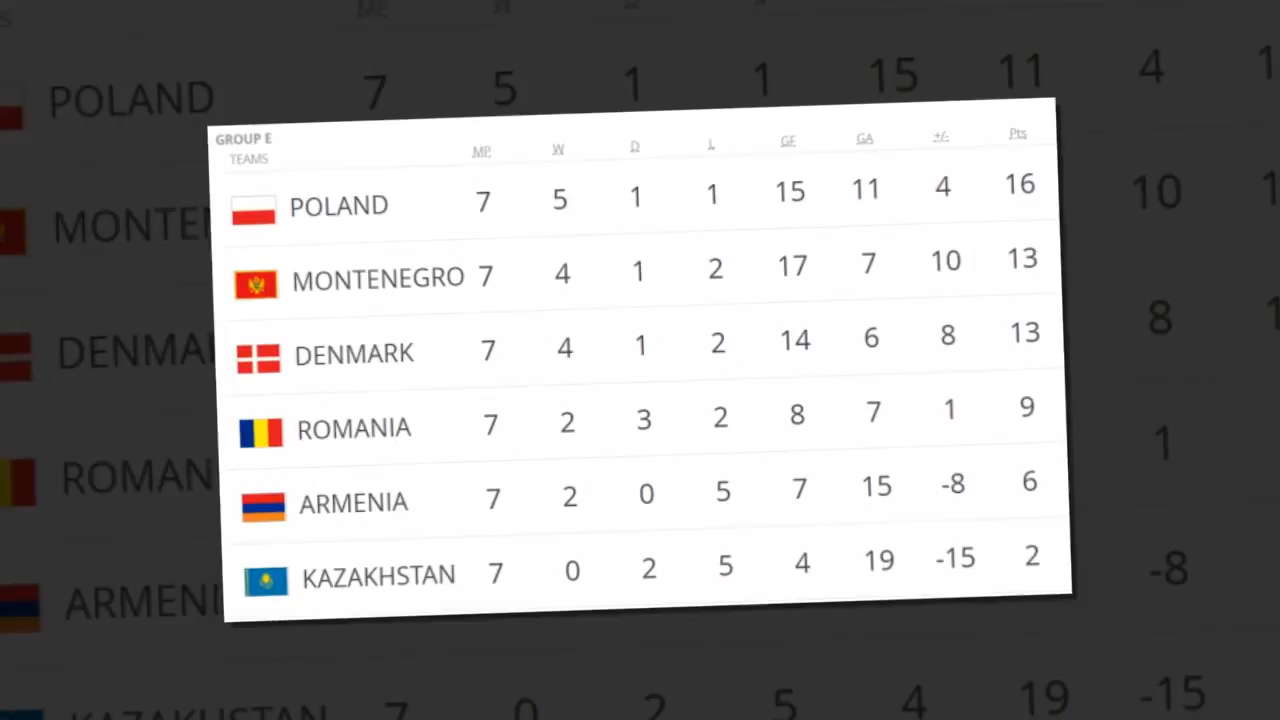 GROUP E
TEAMS MP W D L GF GA +/- Pts
POLAND 7 5 1 1 15 11 4 16
MONTENEGRO 7 4 1 2 17 7 10 13
DENMARK 7 4 1 2 14 6 8 13
ROMANIA 7 2 3 2 8 7 1 9
ARMENIA 7 2 0 5 7 15 -8 6
KAZAKHSTAN 7 0 2 5 4 19 -15 2